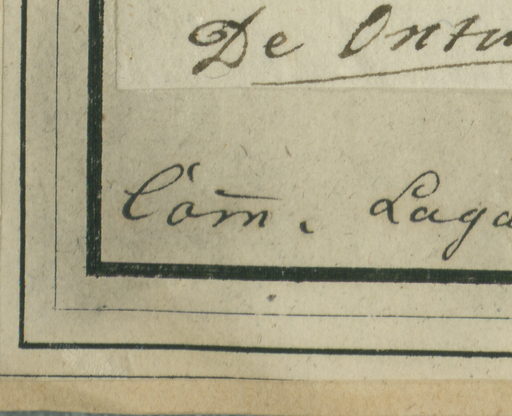 De Ontw
Com̄. Laga